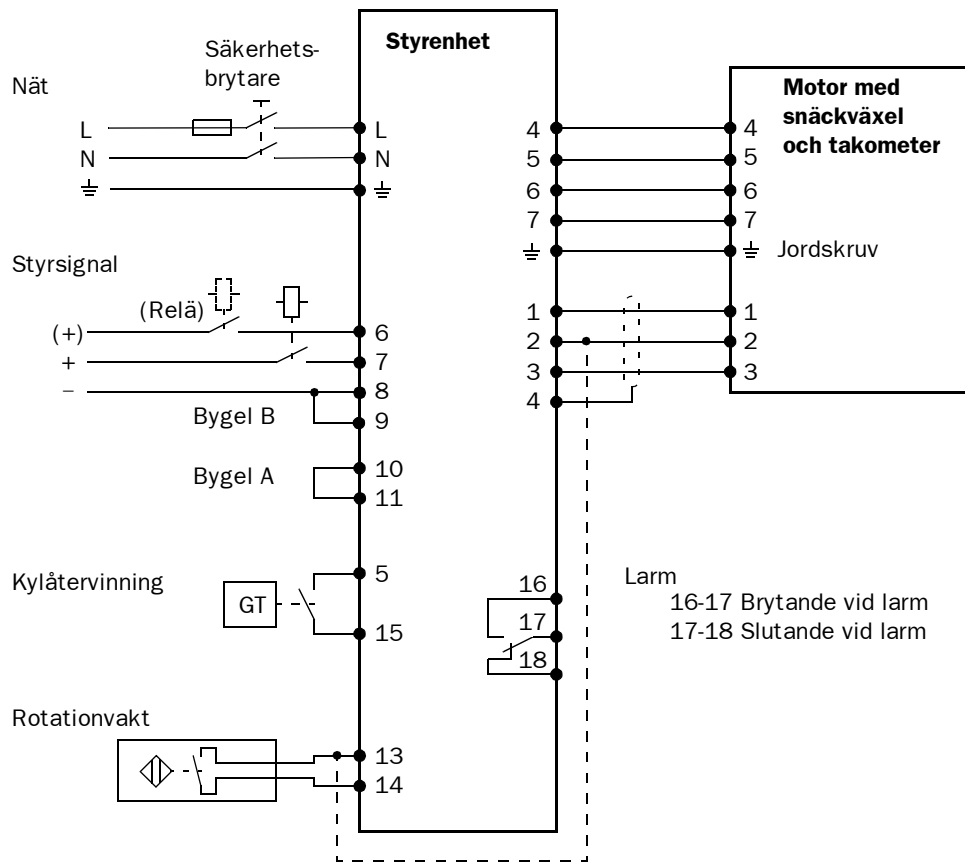 Styrenhet
Säkerhets-
brytare
Nät
L
N
L
N
Styrsignal
(Relä)
(+)
+
–
6
7
8
9
Bygel B
Bygel A
10
11
Kylåtervinning
GT
5
15
Rotationvakt
13
14
4
5
6
7
1
2
3
4
16
17
18
Motor med
snäckväxel
och takometer
4
5
6
7
Jordskruv
1
2
3
Larm
16-17 Brytande vid larm
17-18 Slutande vid larm